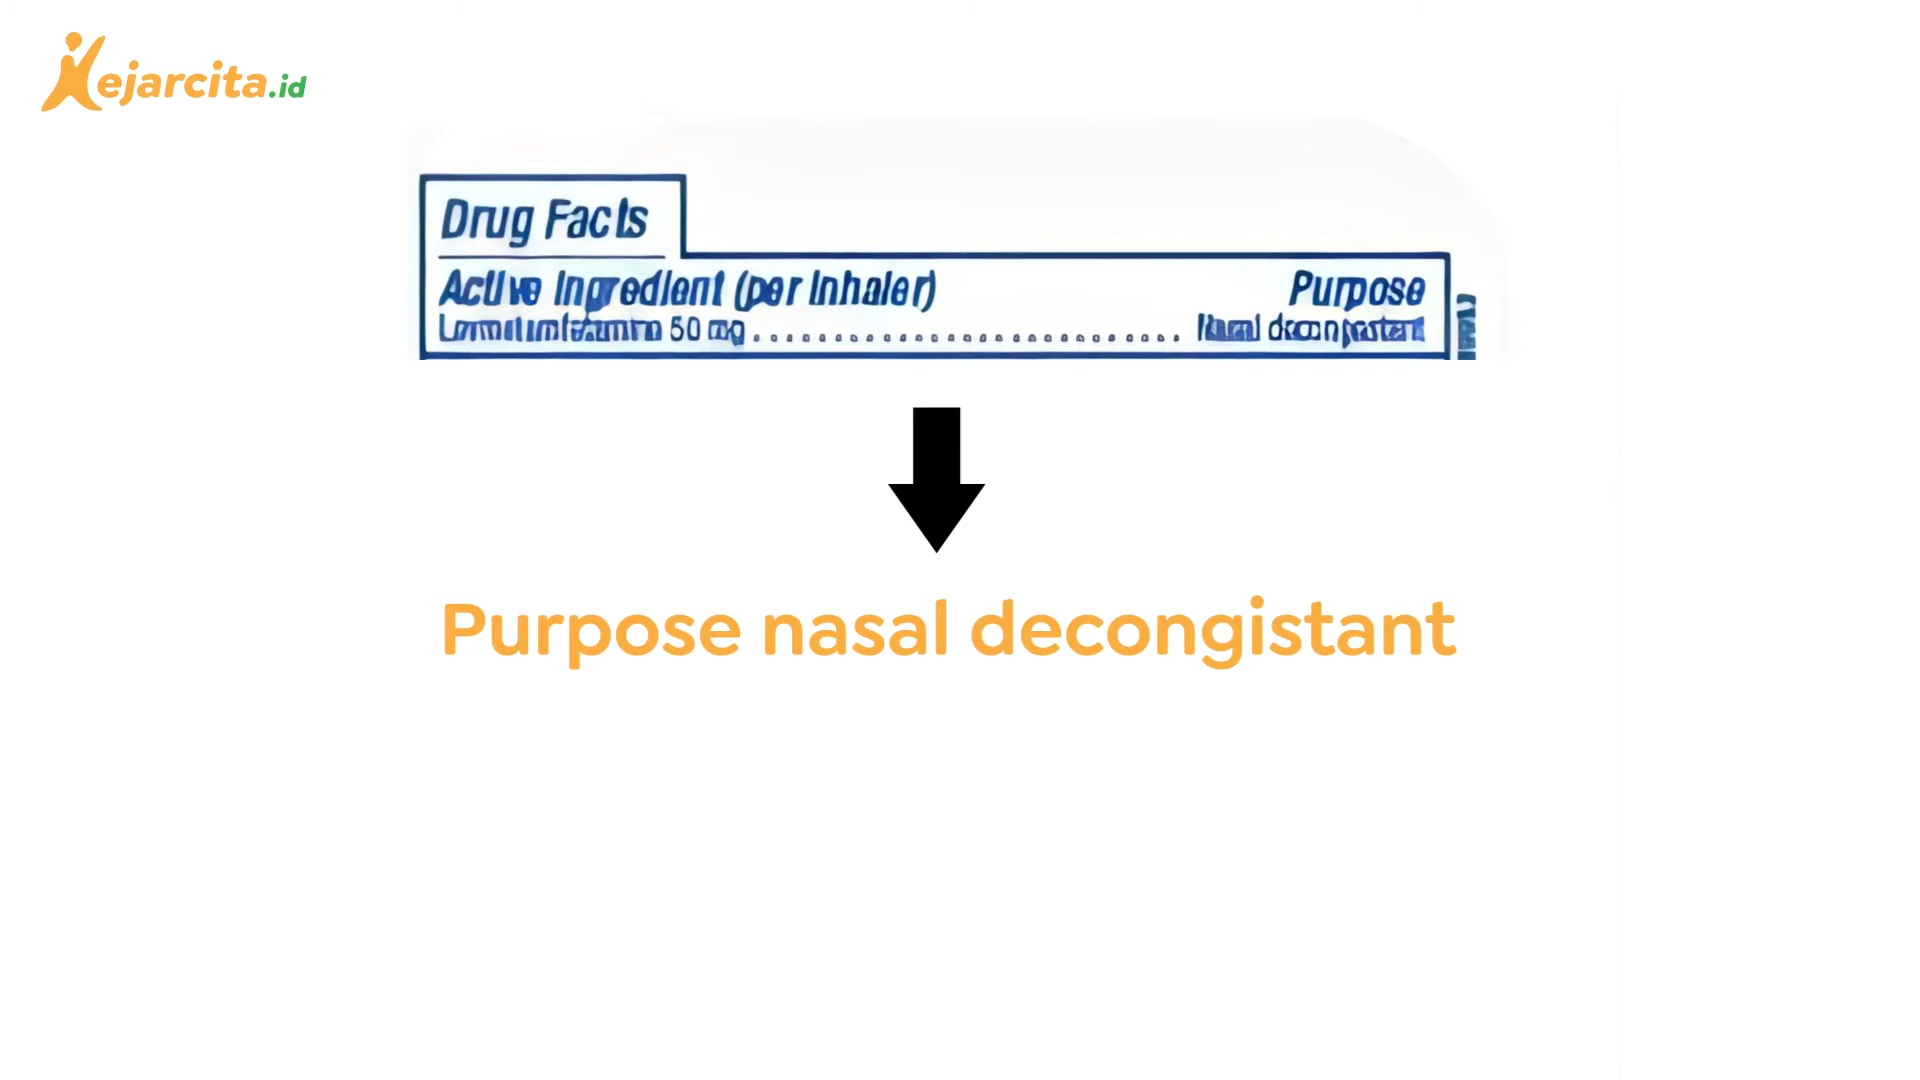 Kejarcita.id
Drug Facts
Active Ingredient (per Inhaler)
Purpose
50 mg
Purpose nasal decongistant